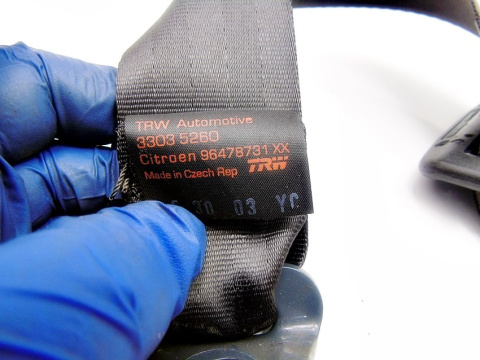 TRW Automotive
3303 5260
Citroen 96478731 XX
Made in Czech Rep TRW
30 03 YC